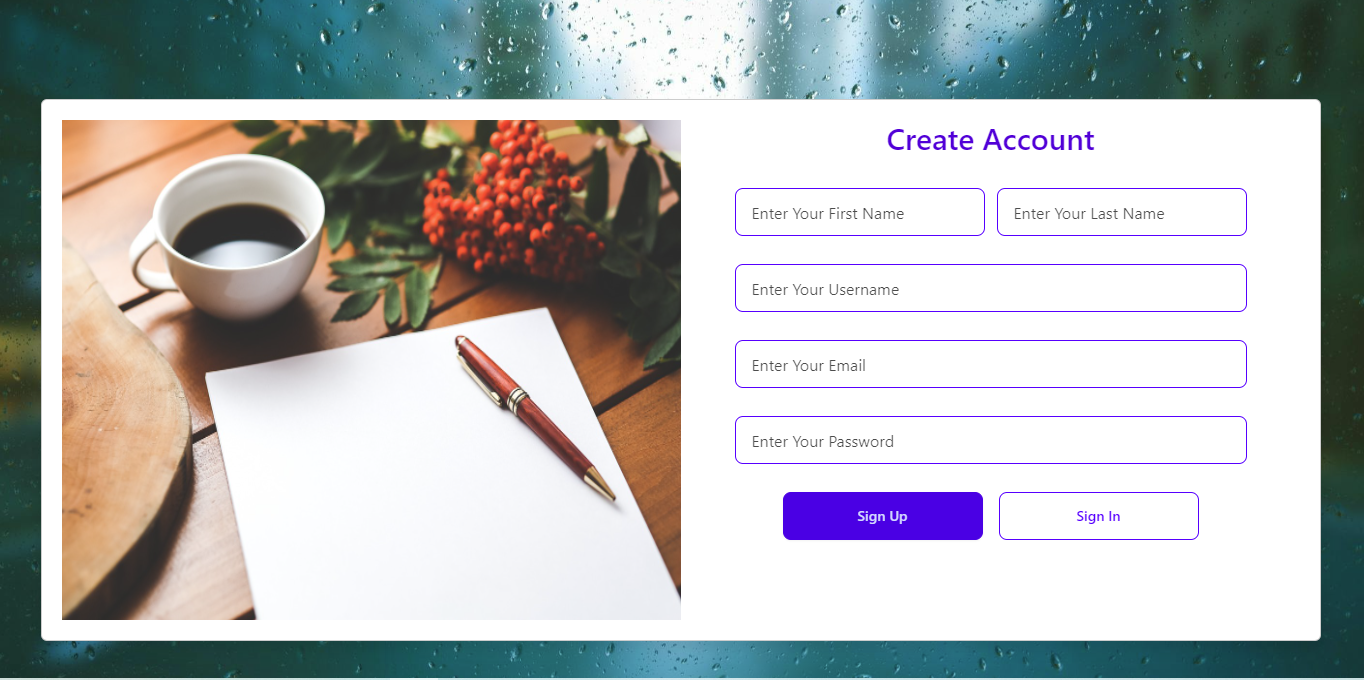 Create Account
Enter Your First Name Enter Your Last Name
Enter Your Username
Enter Your Email
Enter Your Password
Sign Up Sign In